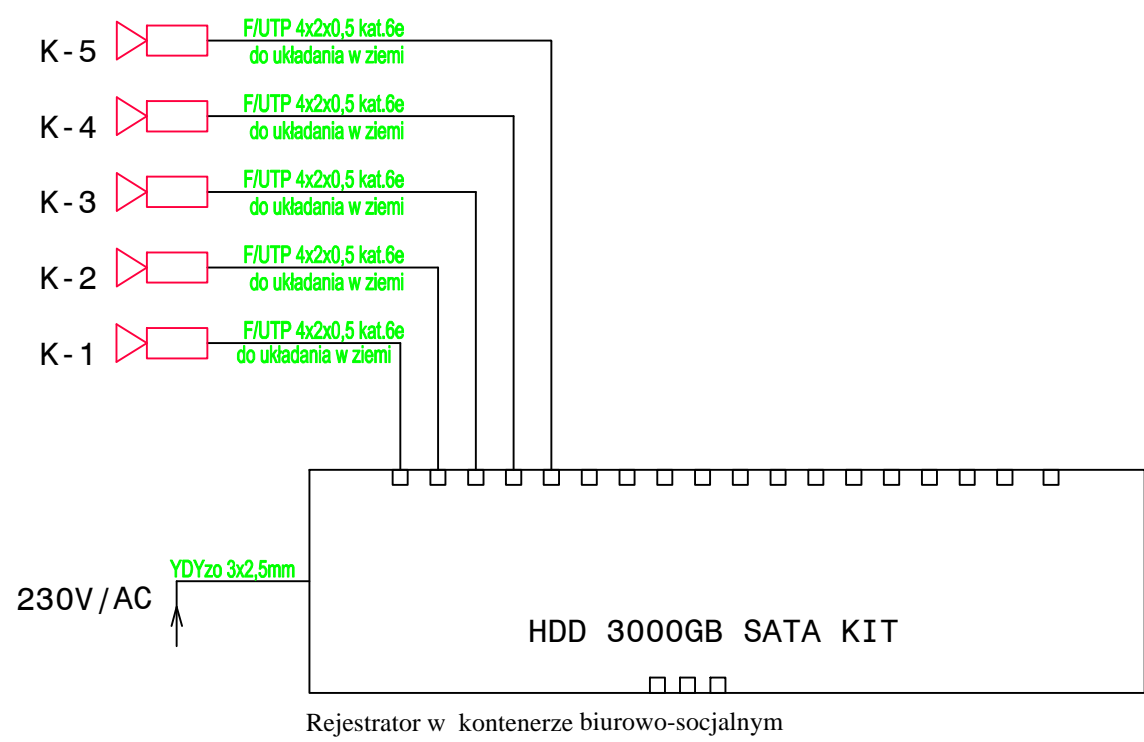 K-5
F/UTP 4x2x0,5 kat.6e
do układania w ziemi
K-4
F/UTP 4x2x0,5 kat.6e
do układania w ziemi
K-3
F/UTP 4x2x0,5 kat.6e
do układania w ziemi
K-2
F/UTP 4x2x0,5 kat.6e
do układania w ziemi
K-1
F/UTP 4x2x0,5 kat.6e
do układania w ziemi
YDYzo 3x2,5mm
230V/AC
HDD 3000GB SATA KIT
Rejestrator w kontenerze biurowo-socjalnym